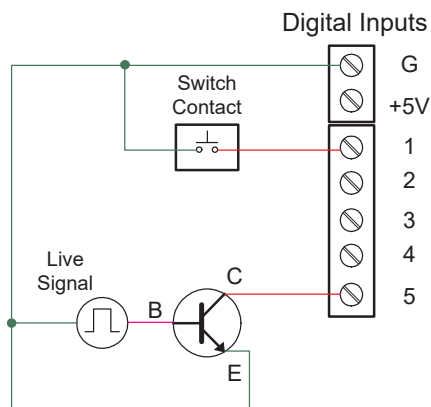 Digital Inputs
G
+5V
Switch
Contact
1
2
3
4
Live
Signal
C
5
B
E